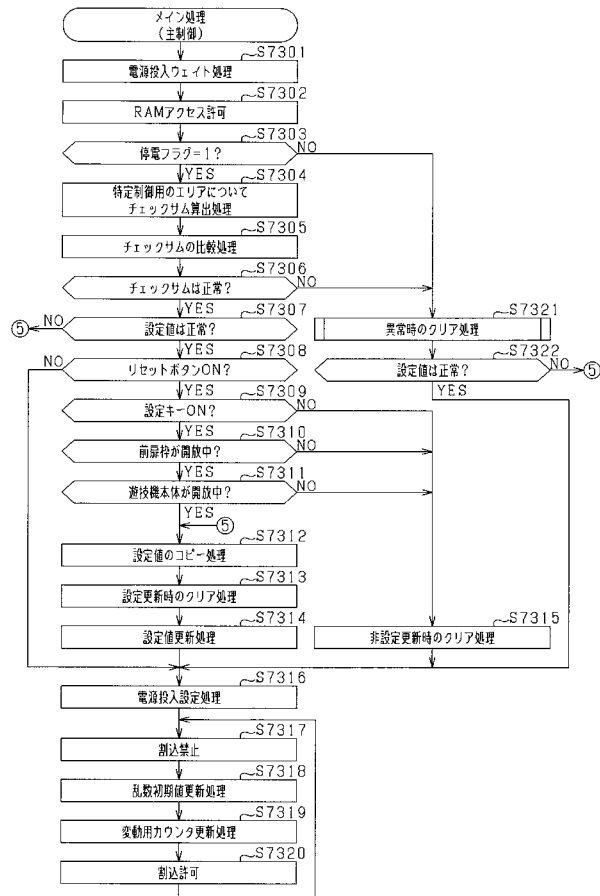 メイン処理
(主制御)
S7301
電源投入ウェイト処理
S7302
RAMアクセス許可
S7303
停電フラグ=1?
NO
YES
S7304
特定制御用のエリアについて
チェックサム算出処理
S7305
チェックサムの比較処理
S7306
チェックサムは正常?
NO
YES
S7307
設定値は正常?
NO
⑤
YES
S7321
異常時のクリア処理
S7322
設定値は正常?
NO
⑤
YES
S7308
リセットボタンON?
NO
YES
S7309
設定キーON?
NO
YES
S7310
前扉枠が開放中?
NO
YES
S7311
遊技機本体が開放中?
NO
YES
⑤
S7312
設定値のコピー処理
S7313
設定更新時のクリア処理
S7314
設定値更新処理
S7315
非設定更新時のクリア処理
S7316
電源投入設定処理
S7317
割込禁止
S7318
乱数初期値更新処理
S7319
変動用カウンタ更新処理
S7320
割込許可